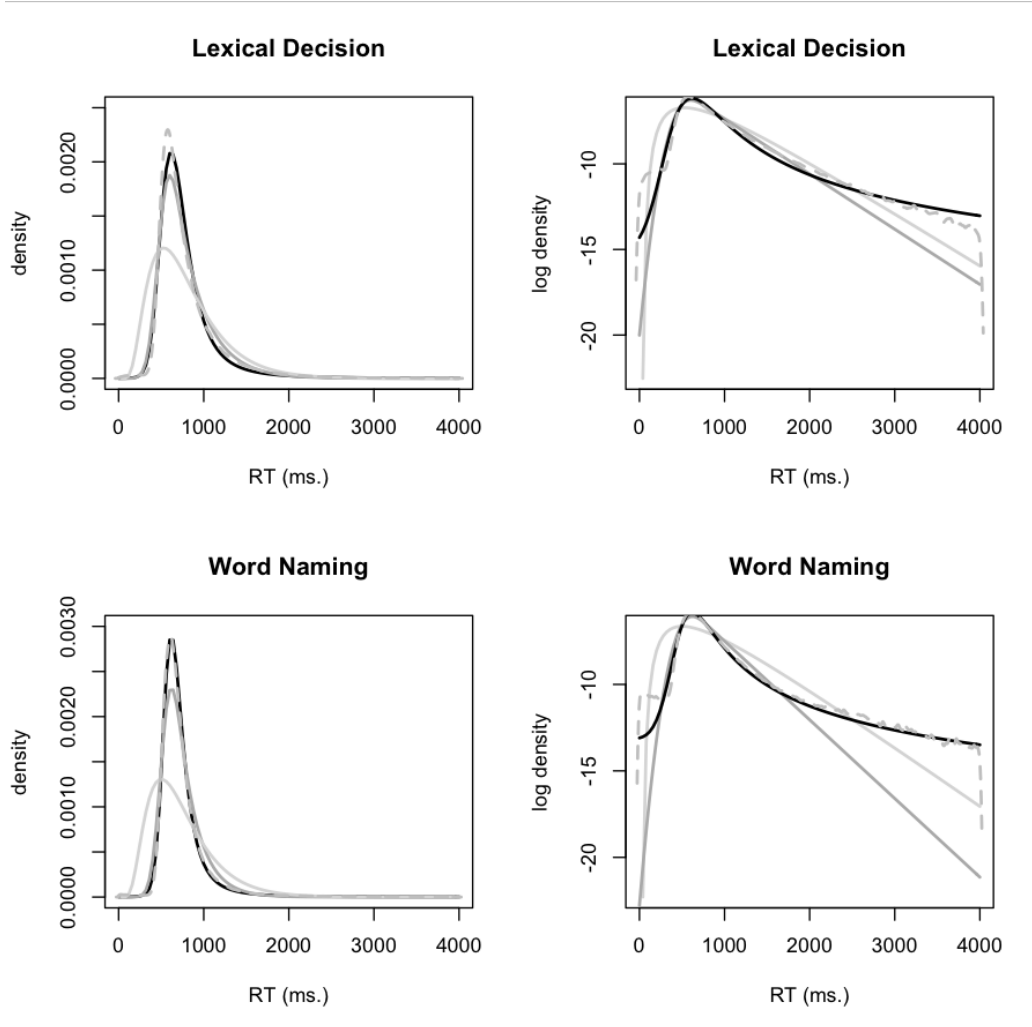 Lexical Decision
density
0.0000 0.0010 0.0020
0 1000 2000 3000 4000
RT (ms.)
Lexical Decision
log density
-20 -15 -10
0 1000 2000 3000 4000
RT (ms.)
Word Naming
density
0.0000 0.0010 0.0020 0.0030
0 1000 2000 3000 4000
RT (ms.)
Word Naming
log density
-20 -15 -10
0 1000 2000 3000 4000
RT (ms.)